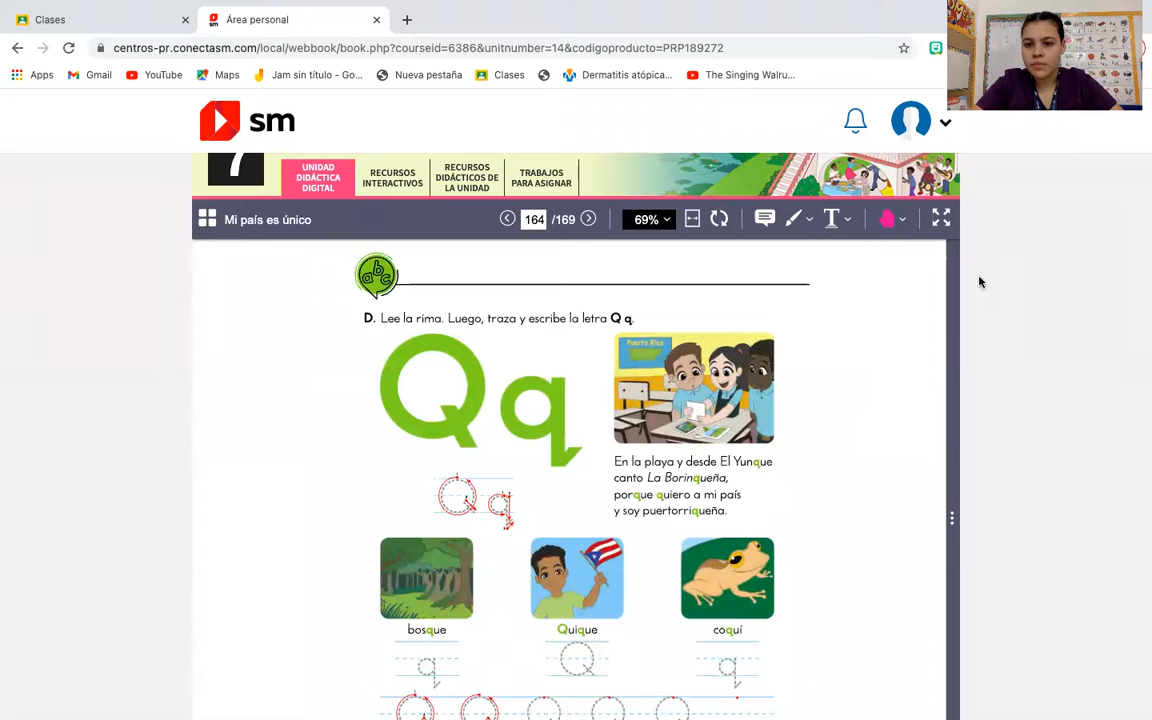 Clases
Área personal
centros-pr.conectasm.com/local/webbook/book.php?courseid=6386&unitnumber=14&codigoproducto=PRP189272
Apps
Gmail
YouTube
Maps
Jam sin título - Go...
Nueva pestaña
Clases
Dermatitis atópica...
The Singing Walru...
sm
7
UNIDAD
DIDÁCTICA
DIGITAL
RECURSOS
INTERACTIVOS
RECURSOS
DIDÁCTICOS DE
LA UNIDAD
TRABAJOS
PARA ASIGNAR
Mi país es único
164 /169
69%
T
abc
D. Lee la rima. Luego, traza y escribe la letra Q q.
Q q
Puerto Rico
En la playa y desde El Yunque
canto La Borinqueña,
porque quiero a mi país
y soy puertorriqueña.
Q q
bosque
Quique
coquí
q
Q
q